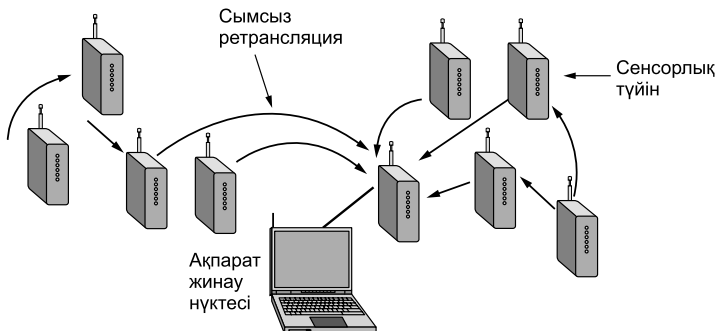 Сымсыз
ретрансляция
Сенсорлық
түйін
Ақпарат
жинау
нүктесі